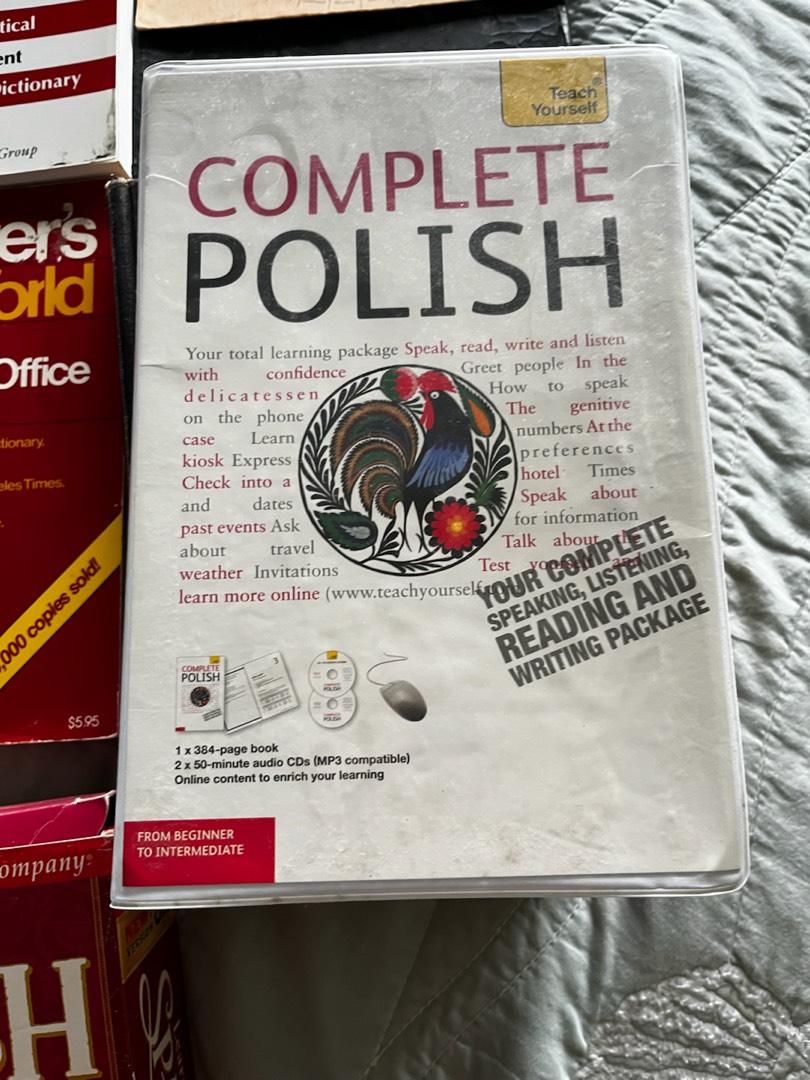 tical
ent
ictionary
Group
er's
orld
Office
tionary.
eles Times.
,000 copies sold!
$5.95
ompany
H
Teach
Yourself®
COMPLETE
POLISH
Your total learning package Speak, read, write and listen
with confidence Greet people In the
delicatessen How to speak
on the phone The genitive
case Learn numbers At the
kiosk Express preferences
Check into a hotel Times
and dates Speak about
past events Ask for information
about travel Talk about the
weather Invitations Test yourself and
learn more online (www.teachyourself
YOUR COMPLETE
SPEAKING, LISTENING,
READING AND
WRITING PACKAGE
COMPLETE
POLISH
3
1 x 384-page book
2 x 50-minute audio CDs (MP3 compatible)
Online content to enrich your learning
FROM BEGINNER
TO INTERMEDIATE